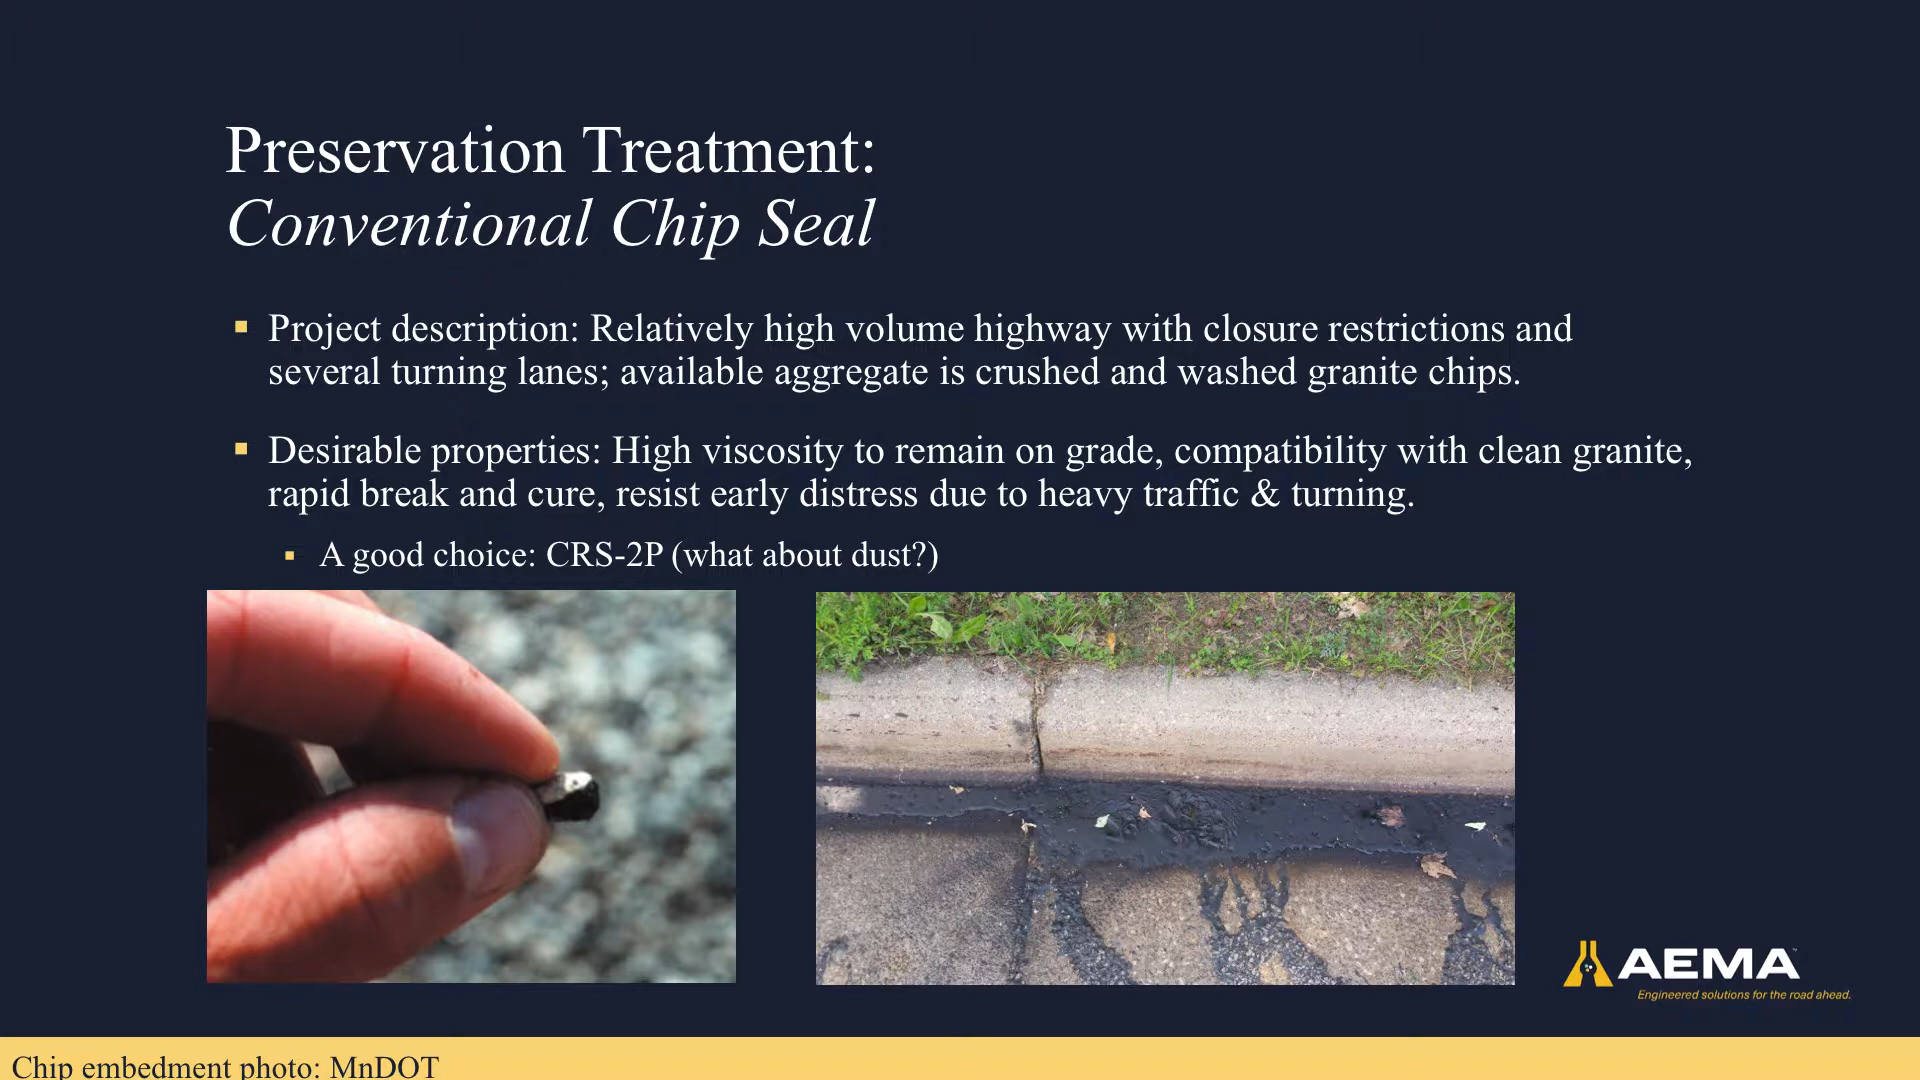 Preservation Treatment:
Conventional Chip Seal
Project description: Relatively high volume highway with closure restrictions and
several turning lanes; available aggregate is crushed and washed granite chips.
Desirable properties: High viscosity to remain on grade, compatibility with clean granite,
rapid break and cure, resist early distress due to heavy traffic & turning.
A good choice: CRS-2P (what about dust?)
AEMA
Engineered solutions for the road ahead.
Chip embedment photo: MnDOT